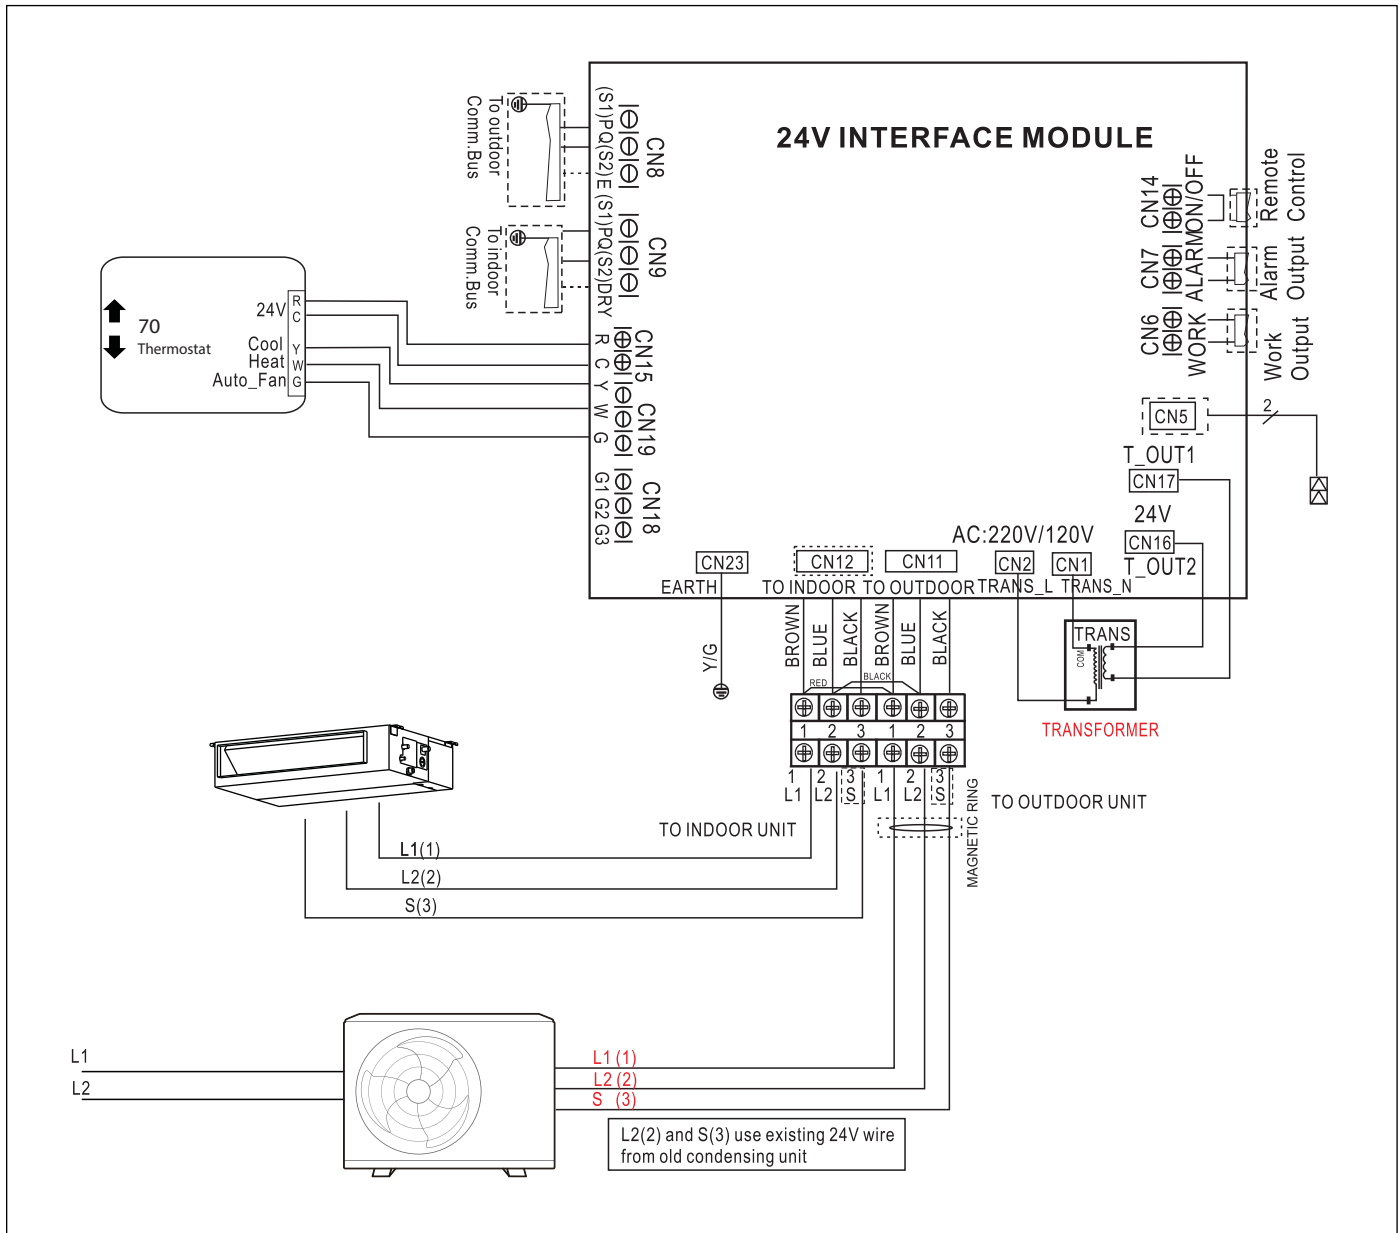 24V INTERFACE MODULE
To outdoor
Comm.Bus
(S1)PQ(S2) E
CN8
To indoor
Comm.Bus
(S1)PQ(S2)DRY
CN9
70
Thermostat
24V
R
C
Cool Y
Heat W
Auto_Fan G
R
C
CN15
Y
W
G
CN19
G1 G2 G3
CN18
CN14
ON/OFF
Remote
Control
CN7
ALARM
Alarm
Output
CN6
WORK
Work
Output
CN5
2
T_OUT1
CN17
24V
CN16
T_OUT2
AC:220V/120V
CN23
CN12
CN11
CN2
CN1
EARTH
TO INDOOR
TO OUTDOOR
TRANS_L
TRANS_N
Y/G
BROWN
BLUE
BLACK
BROWN
BLUE
BLACK
RED
BLACK
TRANS
COM
TRANSFORMER
1 2 3 1 2 3
1 2 3 1 2 3
L1 L2 S L1 L2 S
TO INDOOR UNIT
MAGNETIC RING
TO OUTDOOR UNIT
L1(1)
L2(2)
S(3)
L1
L2
L1 (1)
L2 (2)
S (3)
L2(2) and S(3) use existing 24V wire
from old condensing unit